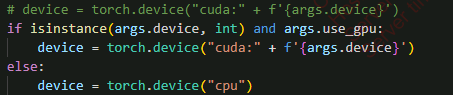 # device = torch.device("cuda:" + f'{args.device}')
if isinstance(args.device, int) and args.use_gpu:
    device = torch.device("cuda:" + f'{args.device}')
else:
    device = torch.device("cpu")